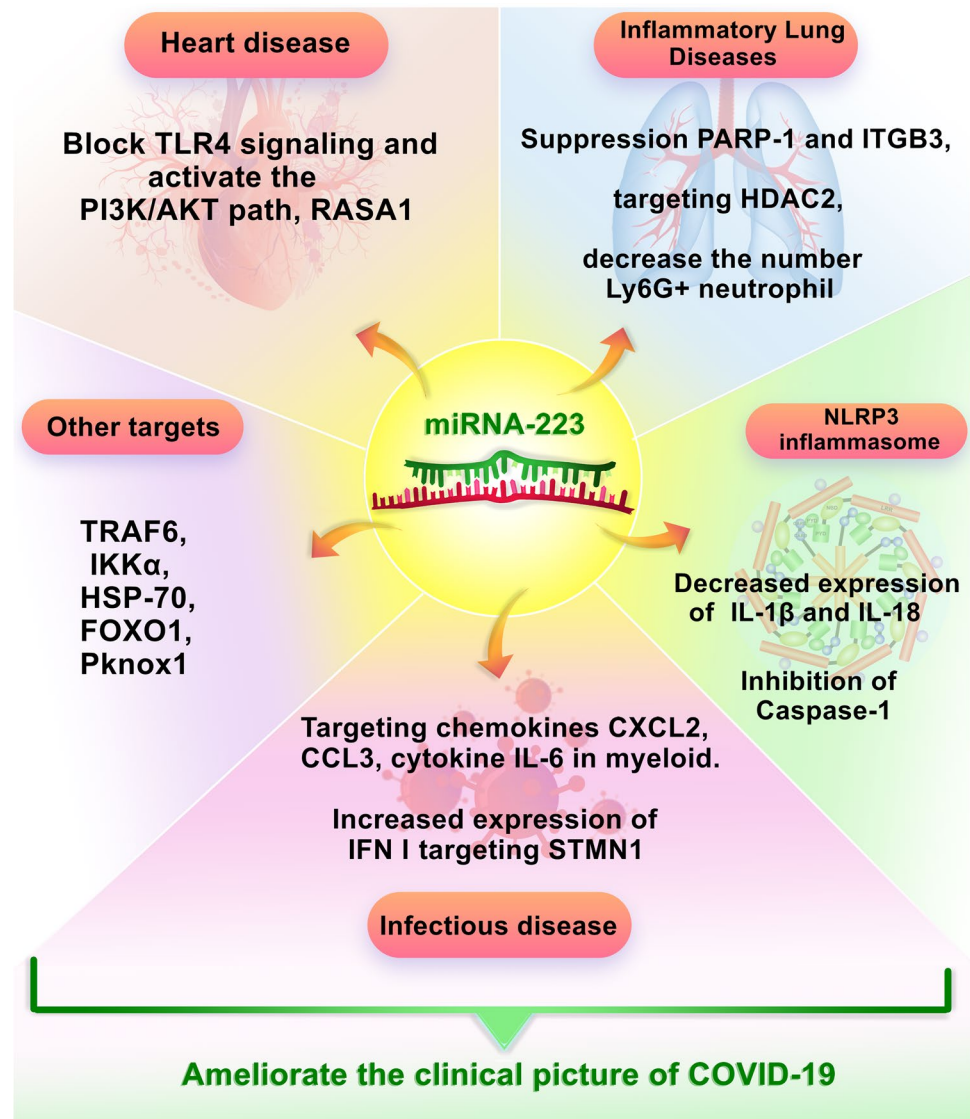 Heart disease
Block TLR4 signaling and
activate the
PI3K/AKT path, RASA1
Inflammatory Lung
Diseases
Suppression PARP-1 and ITGB3,
targeting HDAC2,
decrease the number
Ly6G+ neutrophil
miRNA-223
Other targets
TRAF6,
IKKα,
HSP-70,
FOXO1,
Pknox1
NLRP3
inflammasome
Decreased expression
of IL-1β and IL-18
Inhibition of
Caspase-1
Targeting chemokines CXCL2,
CCL3, cytokine IL-6 in myeloid.
Increased expression of
IFN I targeting STMN1
Infectious disease
Ameliorate the clinical picture of COVID-19